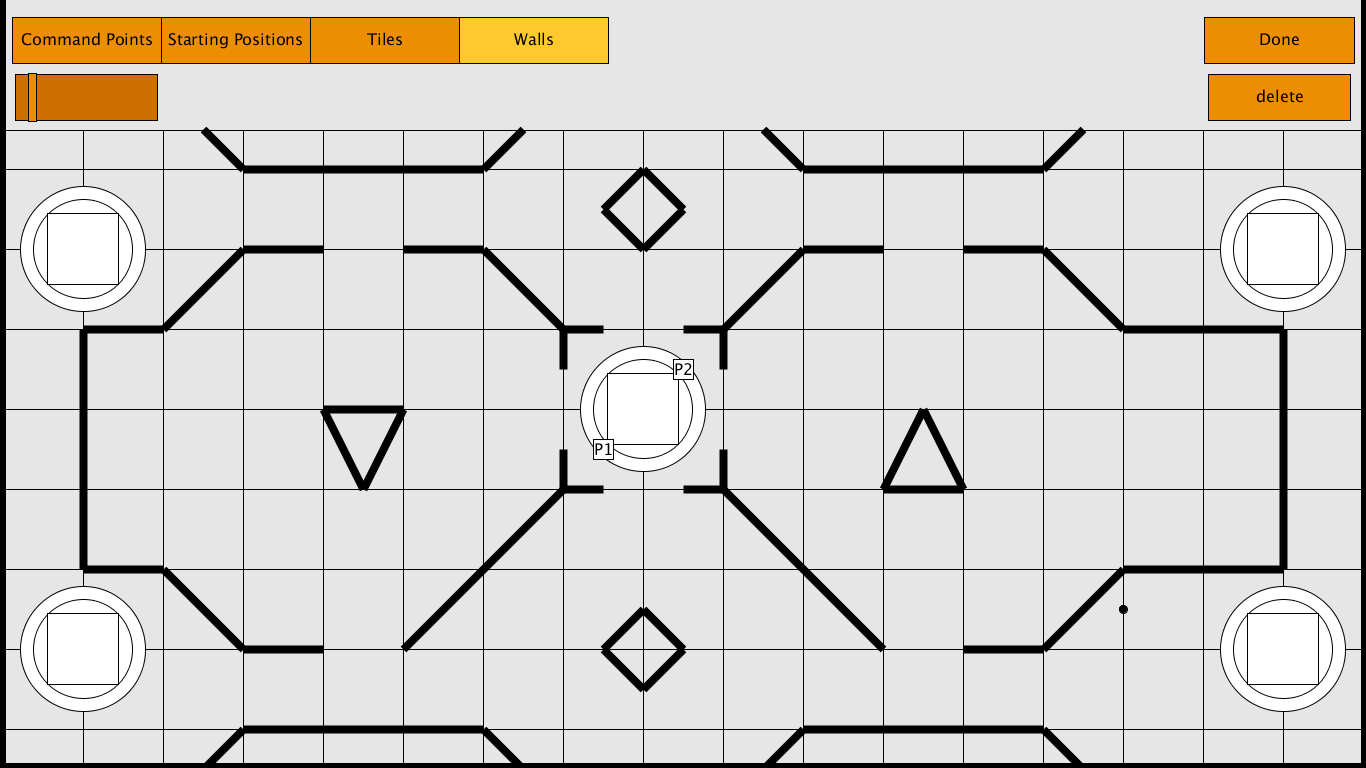 Command Points
Starting Positions
Tiles
Walls
Done
delete
P2
P1